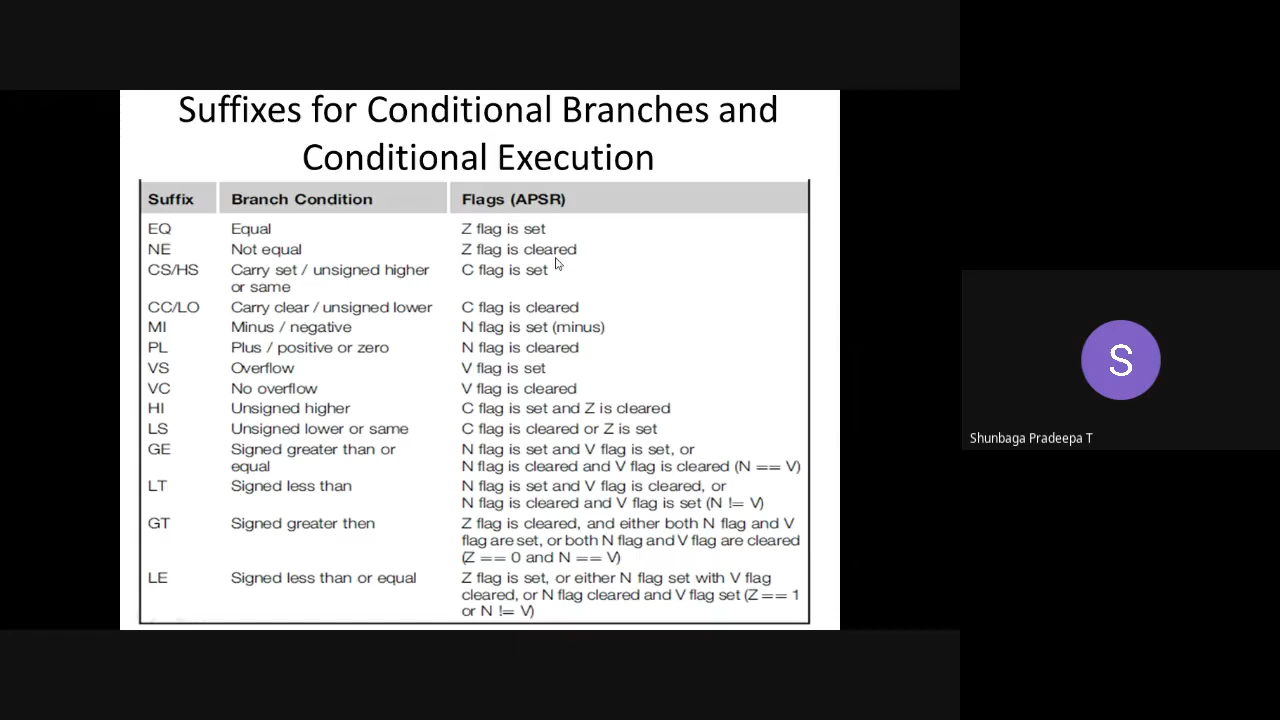 Suffixes for Conditional Branches and
Conditional Execution
Suffix Branch Condition Flags (APSR)
EQ Equal Z flag is set
NE Not equal Z flag is cleared
CS/HS Carry set / unsigned higher C flag is set
or same
CC/LO Carry clear / unsigned lower C flag is cleared
MI Minus / negative N flag is set (minus)
PL Plus / positive or zero N flag is cleared
VS Overflow V flag is set
VC No overflow V flag is cleared
HI Unsigned higher C flag is set and Z is cleared
LS Unsigned lower or same C flag is cleared or Z is set
GE Signed greater than or N flag is set and V flag is set, or
equal N flag is cleared and V flag is cleared (N == V)
LT Signed less than N flag is set and V flag is cleared, or
N flag is cleared and V flag is set (N != V)
GT Signed greater then Z flag is cleared, and either both N flag and V
flag are set, or both N flag and V flag are cleared
(Z == 0 and N == V)
LE Signed less than or equal Z flag is set, or either N flag set with V flag
cleared, or N flag cleared and V flag set (Z == 1
or N != V)
S
Shunbaga Pradeepa T